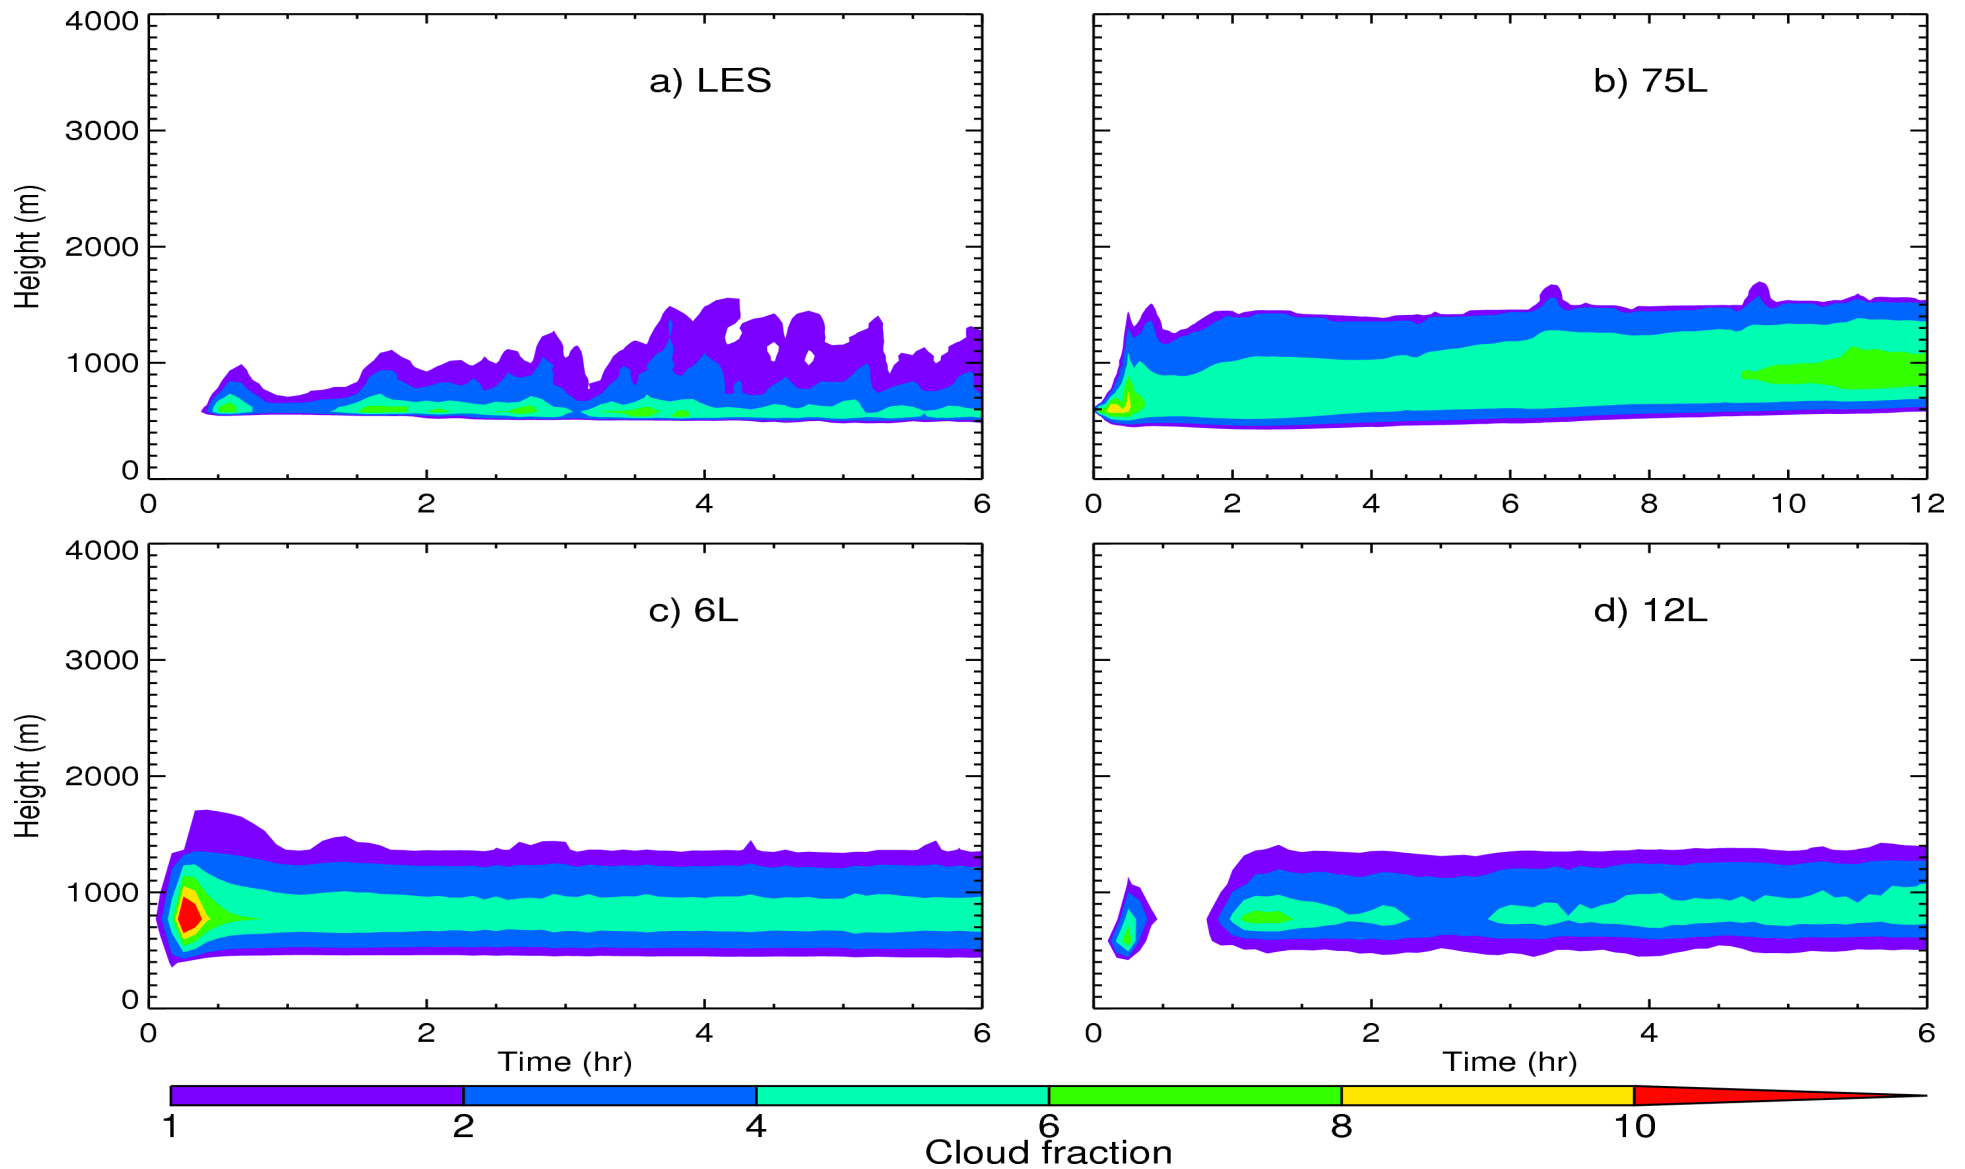 a) LES
b) 75L
4000
3000
2000
1000
0
Height (m)
0 2 4 6
0 2 4 6 8 10 12
c) 6L
d) 12L
4000
3000
2000
1000
0
Height (m)
0 2 4 6
0 2 4 6
Time (hr)
Time (hr)
1 2 4 6 8 10
Cloud fraction